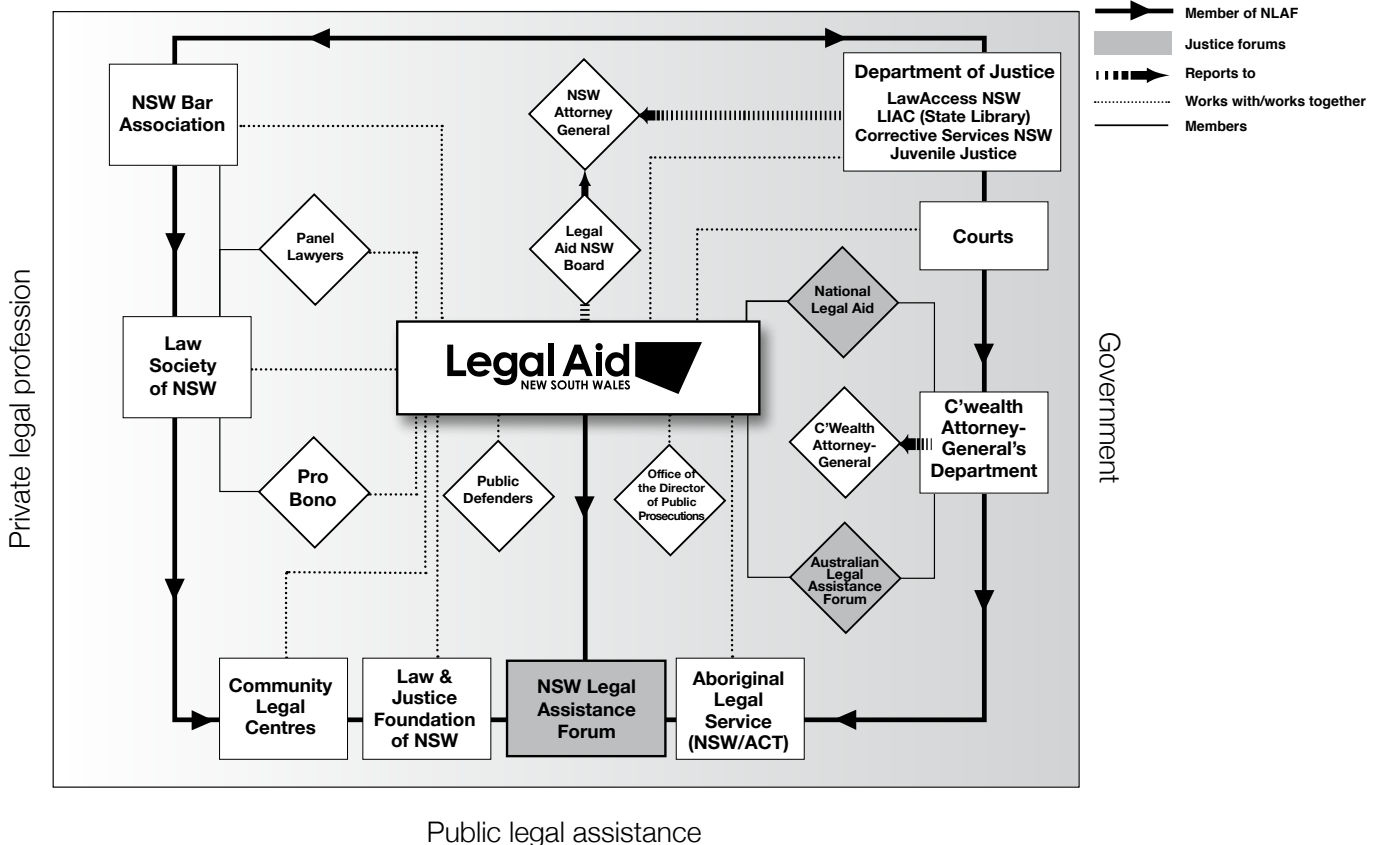 Member of NLAF
Justice forums
Reports to
Works with/works together
Members
NSW Bar
Association
NSW
Attorney
General
Department of Justice
LawAccess NSW
LIAC (State Library)
Corrective Services NSW
Juvenile Justice
Panel
Lawyers
Legal
Aid NSW
Board
Courts
National
Legal Aid
Law
Society
of NSW
Legal Aid
NEW SOUTH WALES
C'Wealth
Attorney-
General
C'wealth
Attorney-
General's
Department
Pro
Bono
Public
Defenders
Office of
the Director
of Public
Prosecutions
Australian
Legal
Assistance
Forum
Community
Legal
Centres
Law &
Justice
Foundation
of NSW
NSW Legal
Assistance
Forum
Aboriginal
Legal
Service
(NSW/ACT)
Private legal profession
Government
Public legal assistance